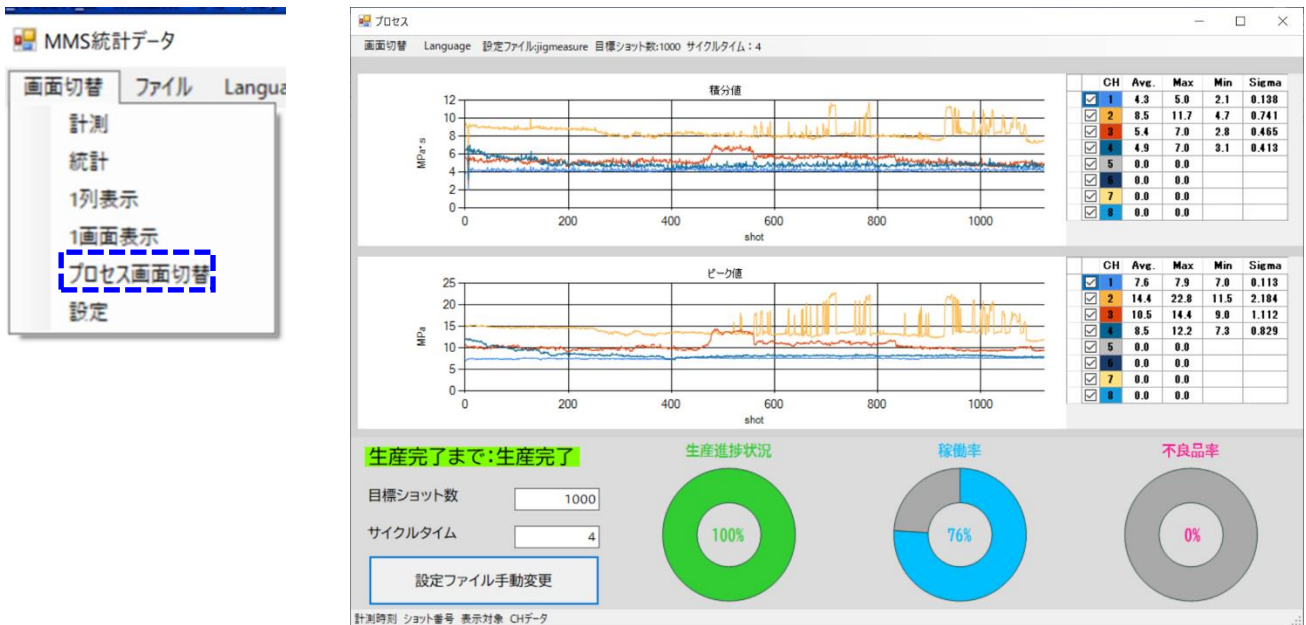 MMS統計データ
画面切替 ファイル Langua
計測
統計
1列表示
1画面表示
プロセス画面切替
設定
プロセス
画面切替 Language 設定ファイル:jigmeasure 目標ショット数:1000 サイクルタイム:4
積分値
MPa・s
12
10
8
6
4
2
0
0 200 400 600 800 1000
shot
CH Avg. Max Min Sigma
1 4.3 5.0 2.1 0.138
2 8.5 11.7 4.7 0.741
3 5.4 7.0 2.8 0.465
4 4.9 7.0 3.1 0.413
5 0.0 0.0
6 0.0 0.0
7 0.0 0.0
8 0.0 0.0
ピーク値
MPa
25
20
15
10
5
0
0 200 400 600 800 1000
shot
CH Avg. Max Min Sigma
1 7.6 7.9 7.0 0.113
2 14.4 22.8 11.5 2.184
3 10.5 14.4 9.0 1.112
4 8.5 12.2 7.3 0.829
5 0.0 0.0
6 0.0 0.0
7 0.0 0.0
8 0.0 0.0
生産完了まで:生産完了
目標ショット数 1000
サイクルタイム 4
設定ファイル手動変更
生産進捗状況
100%
稼働率
76%
不良品率
0%
計測時刻 ショット番号 表示対象 CHデータ